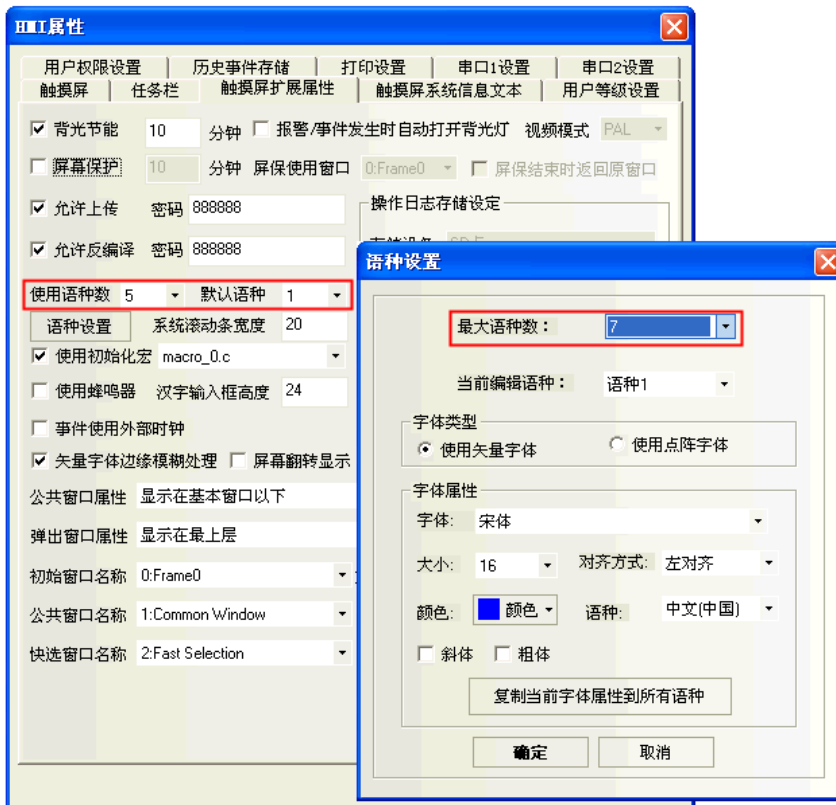 HMI属性
用户权限设置 历史事件存储 打印设置 串口1设置 串口2设置
触摸屏 任务栏 触摸屏扩展属性 触摸屏系统信息文本 用户等级设置
背光节能 10 分钟 报警/事件发生时自动打开背光灯 视频模式 PAL
屏幕保护 10 分钟 屏保使用窗口 0:Frame0 屏保结束时返回原窗口
允许上传 密码 888888 操作日志存储设定
允许反编译 密码 888888
使用语种数 5 默认语种 1
语种设置 系统滚动条宽度 20
使用初始化宏 macro_0.c
使用蜂鸣器 汉字输入框高度 24
事件使用外部时钟
矢量字体边缘模糊处理 屏幕翻转显示
公共窗口属性 显示在基本窗口以下
弹出窗口属性 显示在最上层
初始窗口名称 0:Frame0
公共窗口名称 1:Common Window
快选窗口名称 2:Fast Selection
语种设置
最大语种数： 7
当前编辑语种： 语种1
字体类型
使用矢量字体 使用点阵字体
字体属性
字体: 宋体
大小: 16 对齐方式: 左对齐
颜色: 颜色 语种: 中文(中国)
斜体 粗体
复制当前字体属性到所有语种
确定 取消